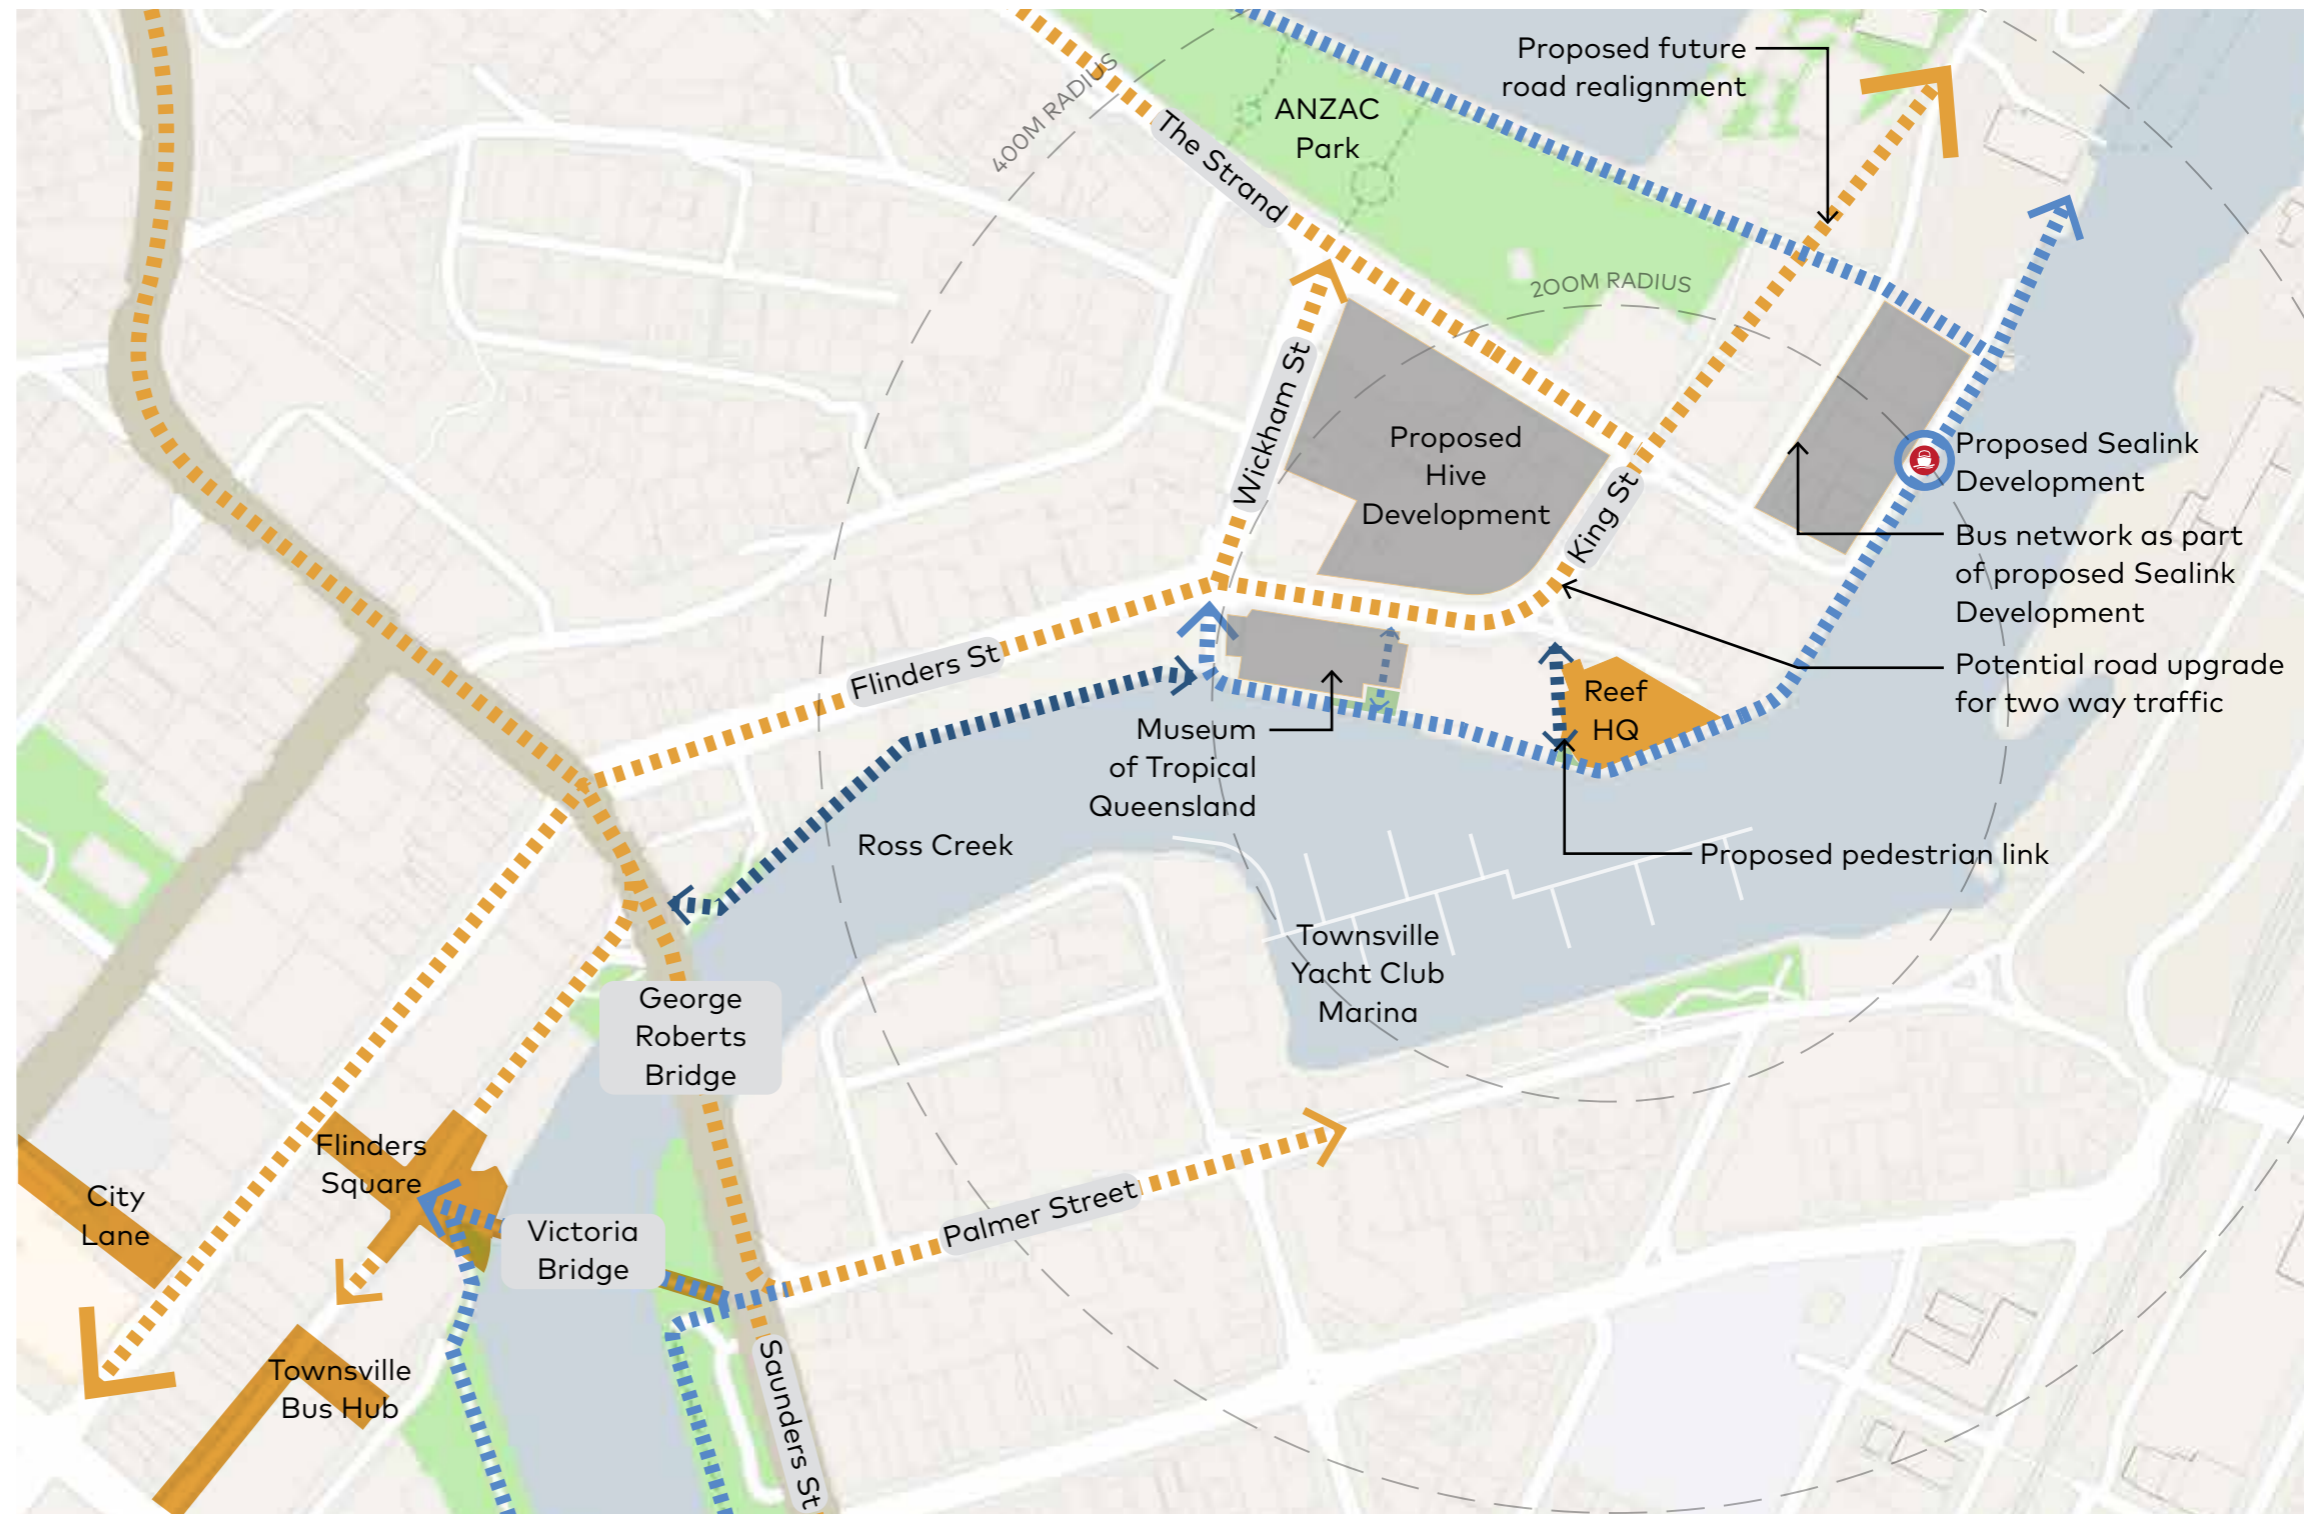 Proposed future
road realignment
400M RADIUS
ANZAC
Park
The Strand
200M RADIUS
Wickham St
Proposed
Hive
Development
King St
Proposed Sealink
Development
Bus network as part
of proposed Sealink
Development
Potential road upgrade
for two way traffic
Flinders St
Reef
HQ
Museum
of Tropical
Queensland
Ross Creek
Proposed pedestrian link
Townsville
Yacht Club
Marina
George
Roberts
Bridge
Flinders
Square
City
Lane
Victoria
Bridge
Palmer Street
Townsville
Bus Hub
Saunders St